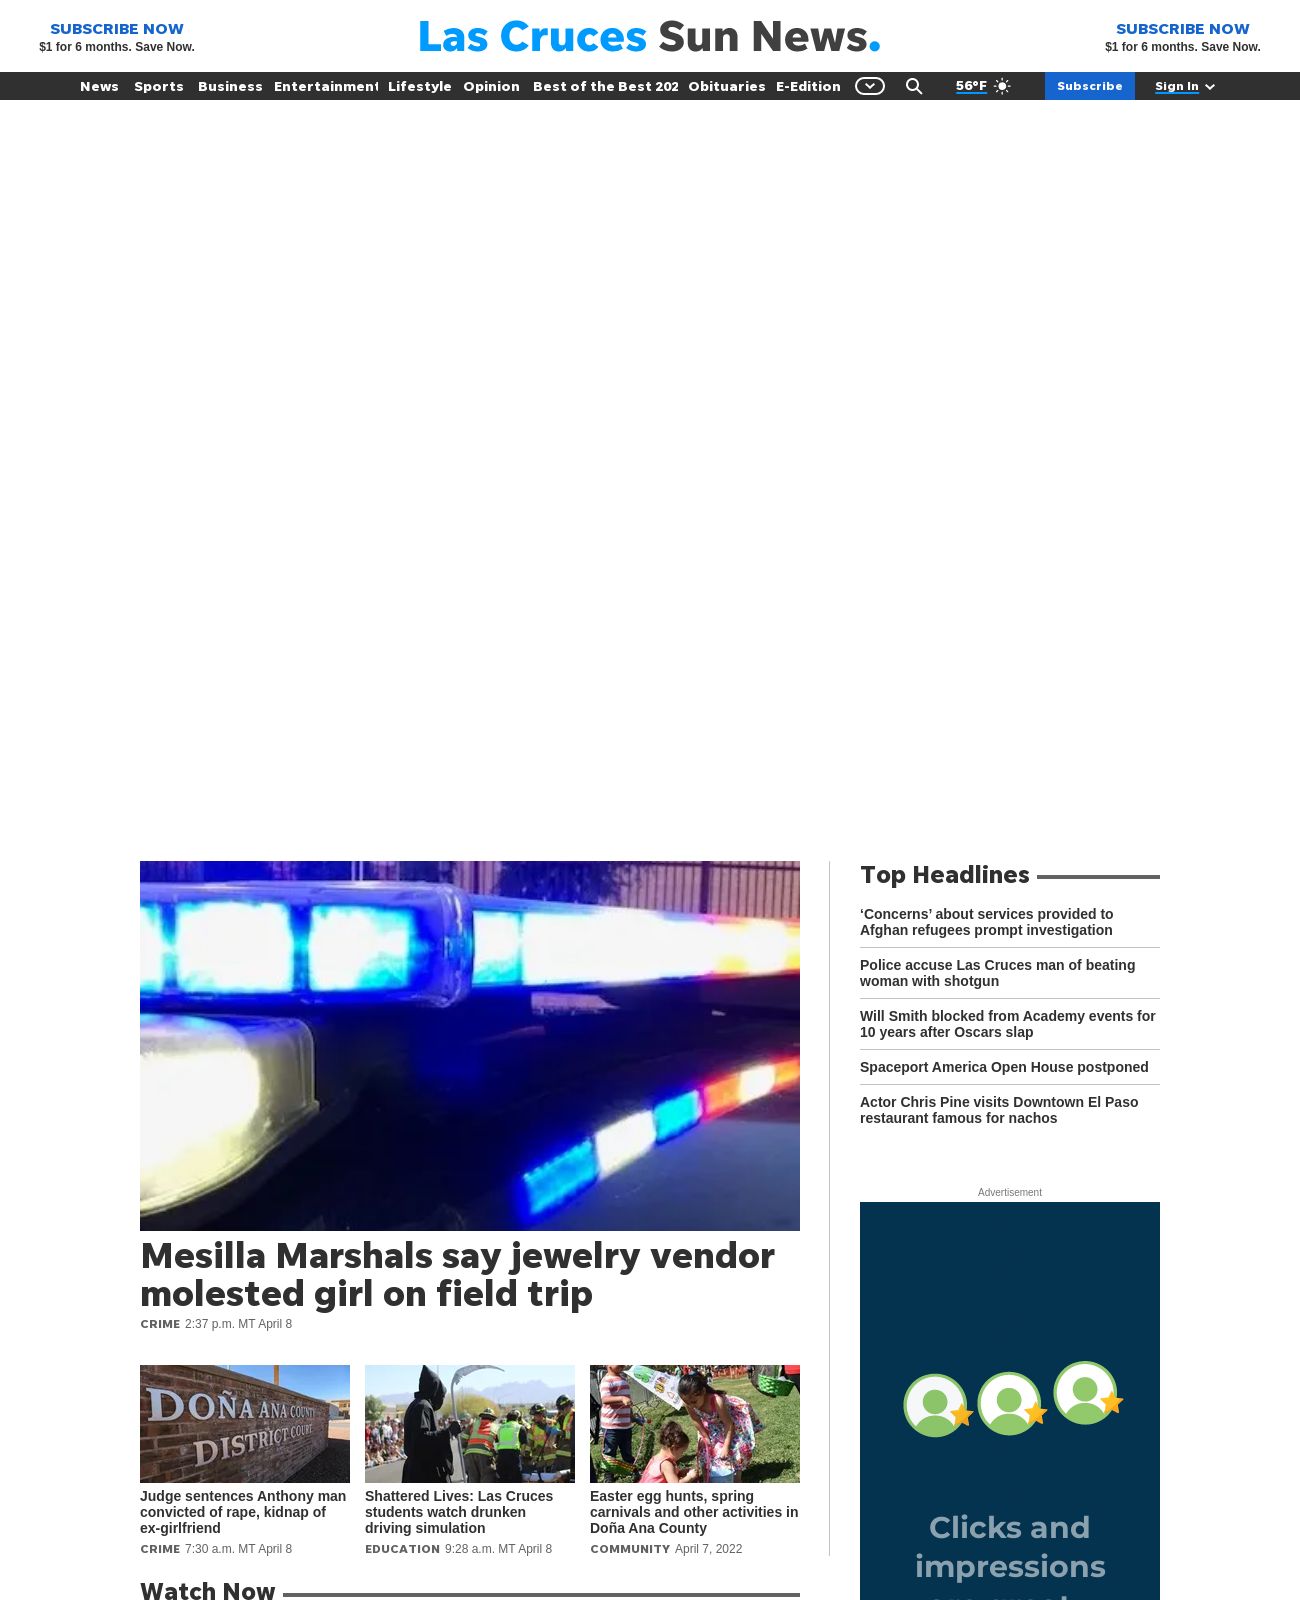 SUBSCRIBE NOW
$1 for 6 months. Save Now.
Las Cruces Sun News.
SUBSCRIBE NOW
$1 for 6 months. Save Now.
News Sports Business Entertainment Lifestyle Opinion Best of the Best 202 Obituaries E-Edition 56°F Subscribe Sign In
Mesilla Marshals say jewelry vendor
molested girl on field trip
CRIME 2:37 p.m. MT April 8
DOÑA ANA COUNTY
DISTRICT COURT
Judge sentences Anthony man
convicted of rape, kidnap of
ex-girlfriend
CRIME 7:30 a.m. MT April 8
Shattered Lives: Las Cruces
students watch drunken
driving simulation
EDUCATION 9:28 a.m. MT April 8
Easter egg hunts, spring
carnivals and other activities in
Doña Ana County
COMMUNITY April 7, 2022
Watch Now
Top Headlines
‘Concerns’ about services provided to
Afghan refugees prompt investigation
Police accuse Las Cruces man of beating
woman with shotgun
Will Smith blocked from Academy events for
10 years after Oscars slap
Spaceport America Open House postponed
Actor Chris Pine visits Downtown El Paso
restaurant famous for nachos
Advertisement
Clicks and
impressions